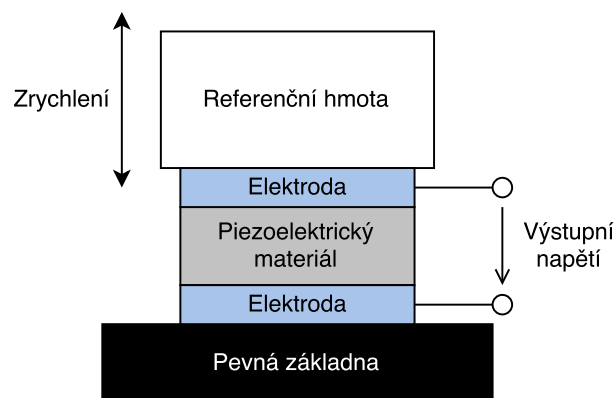 Zrychlení
Referenční hmota
Elektroda
Piezoelektrický
materiál
Výstupní
napětí
Elektroda
Pevná základna